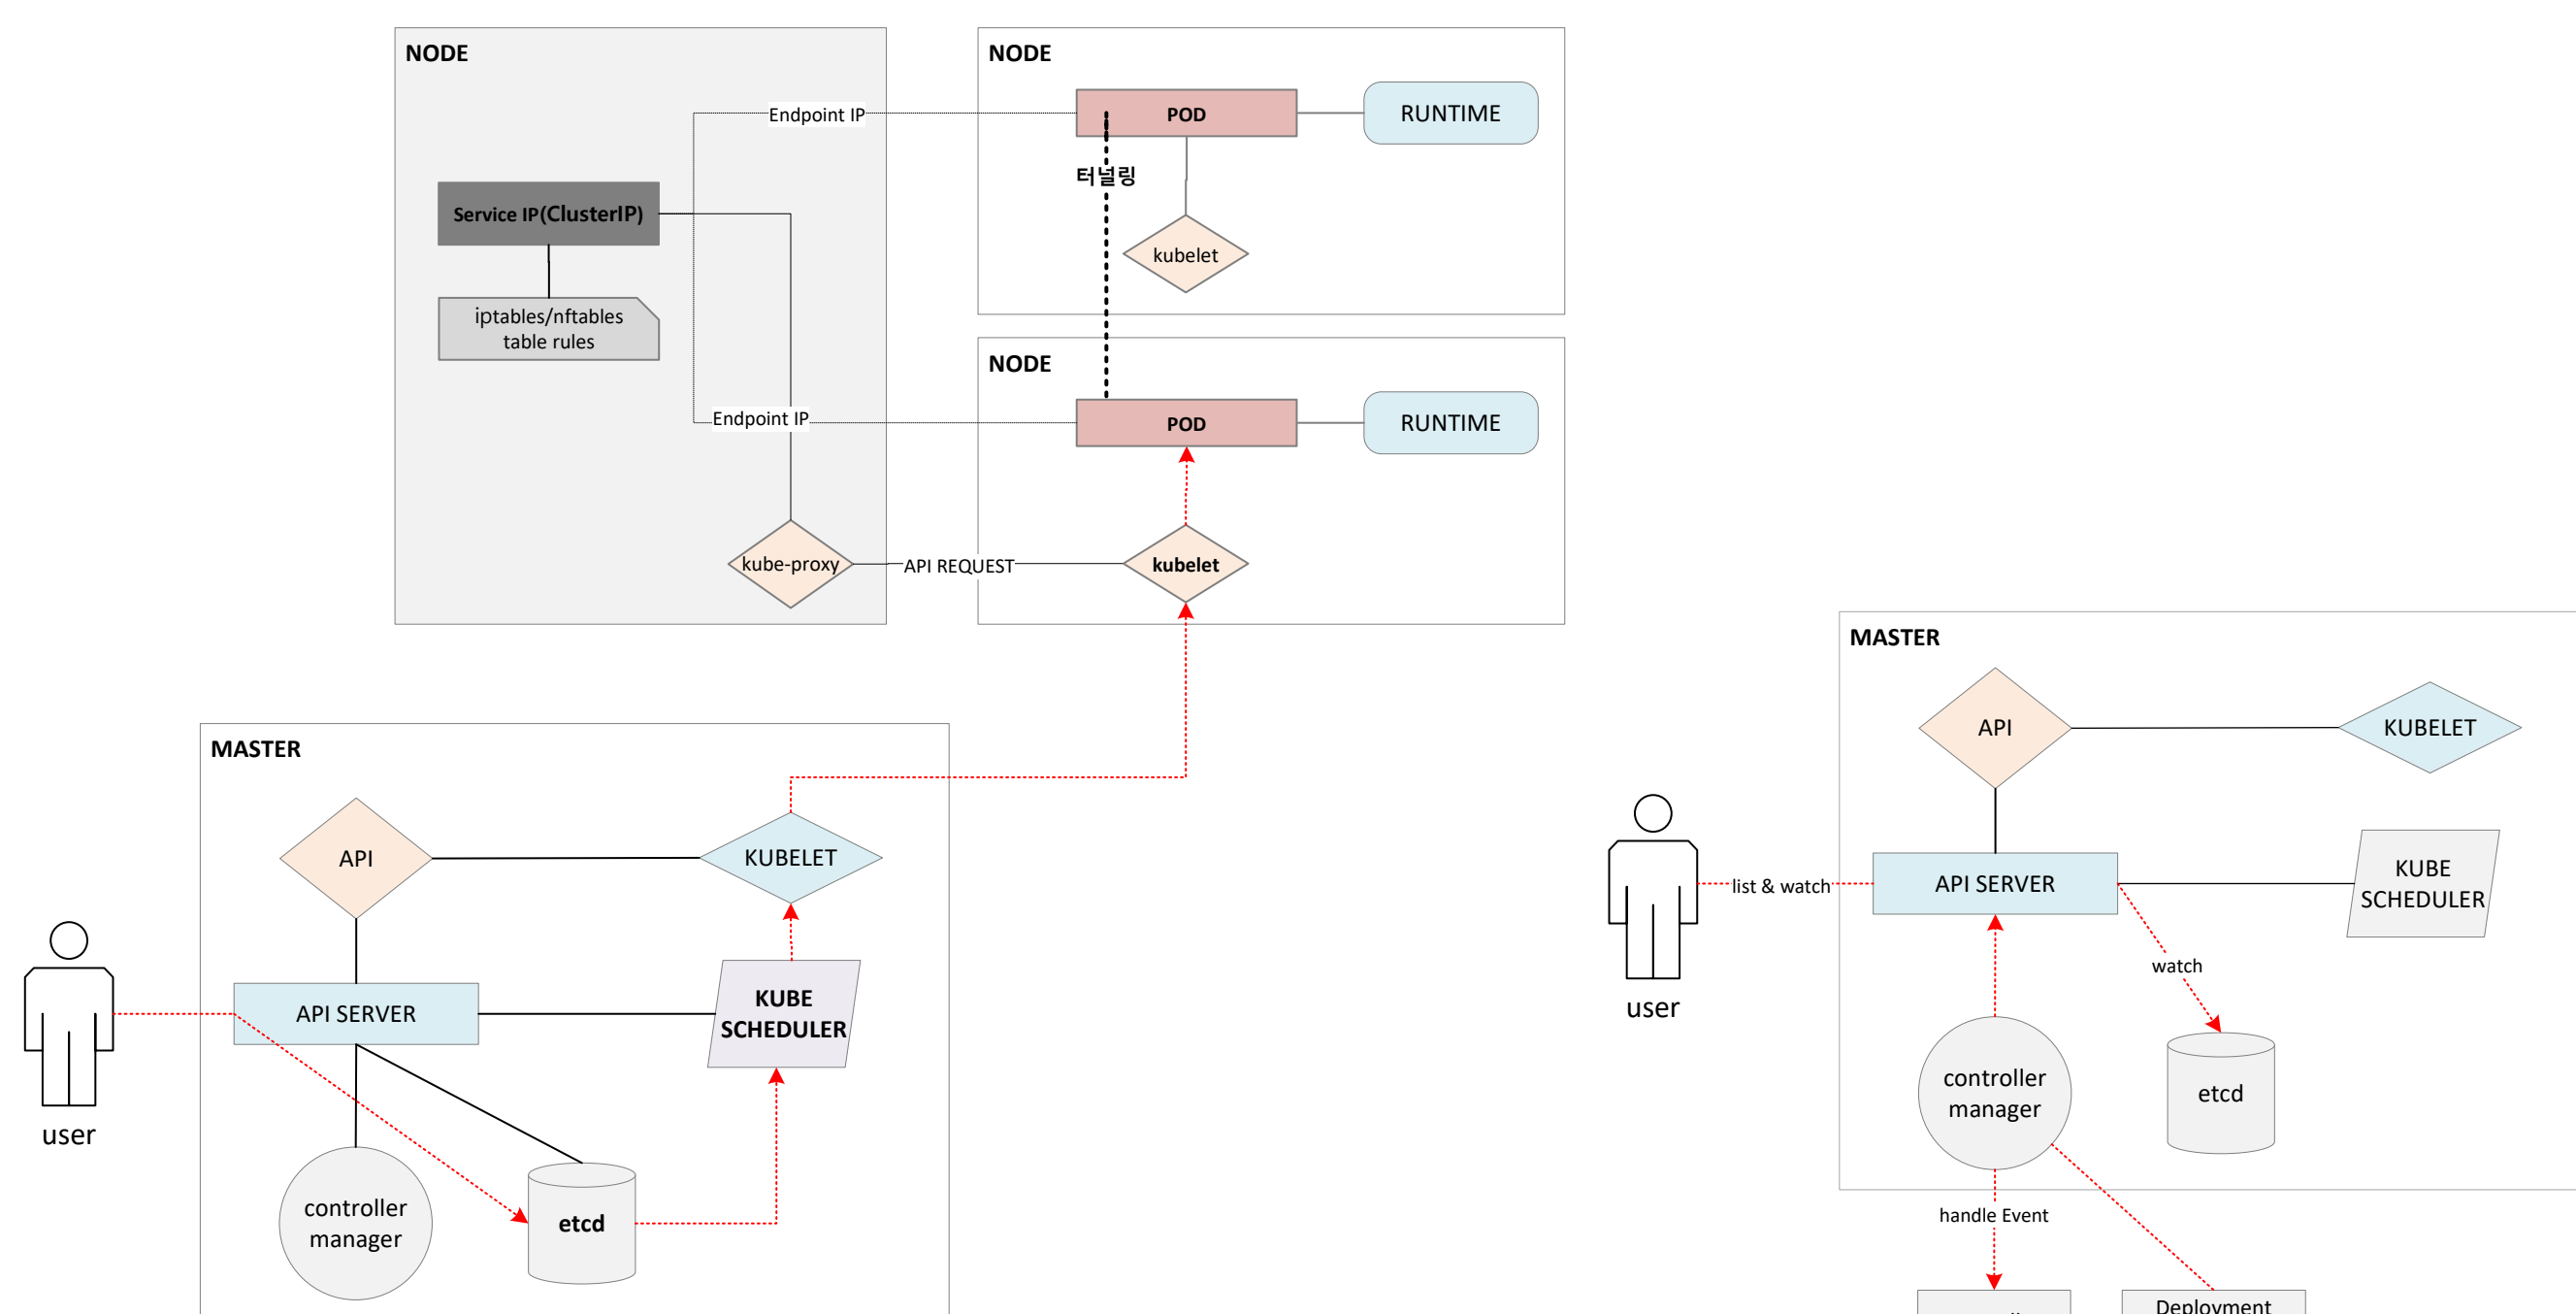 NODE
Endpoint IP
Service IP(ClusterIP)
iptables/nftables
table rules
Endpoint IP
kube-proxy
API REQUEST
NODE
POD
RUNTIME
터널링
kubelet
NODE
POD
RUNTIME
kubelet
MASTER
API
KUBELET
API SERVER
KUBE
SCHEDULER
user
controller
manager
etcd
MASTER
API
KUBELET
list & watch
API SERVER
KUBE
SCHEDULER
watch
user
controller
manager
etcd
handle Event
Deployment